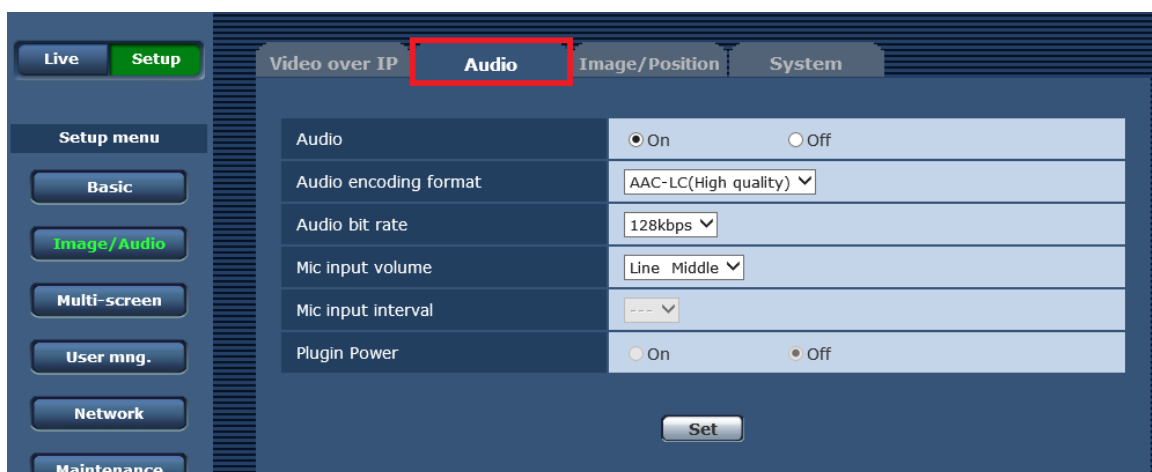 Live Setup
Video over IP Audio Image/Position System
Setup menu
Basic
Image/Audio
Multi-screen
User mng.
Network
Maintenance
Audio On Off
Audio encoding format AAC-LC(High quality)
Audio bit rate 128kbps
Mic input volume Line Middle
Mic input interval ---
Plugin Power On Off
Set